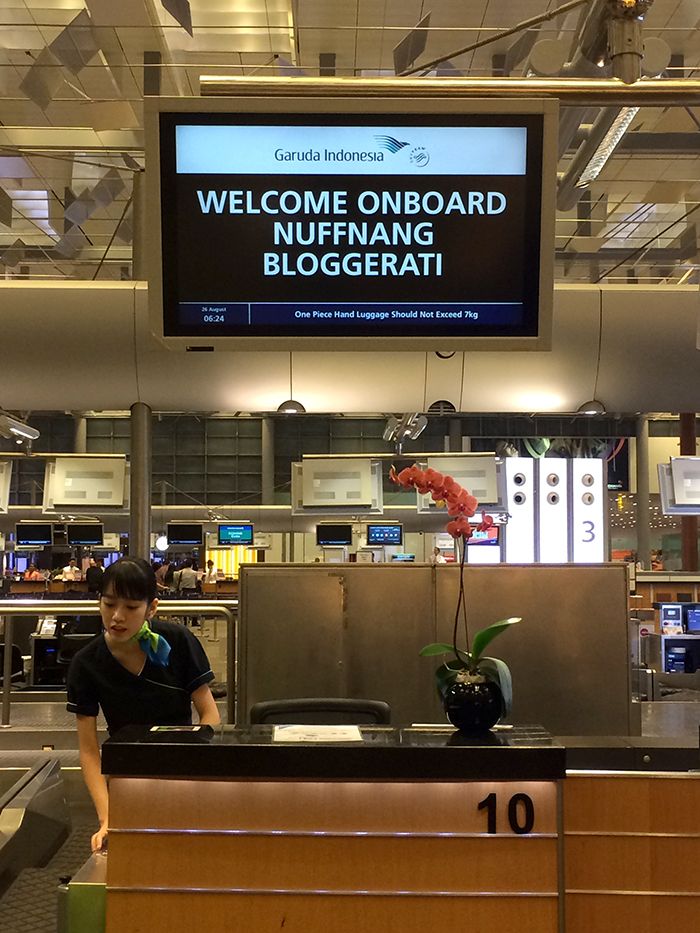 Garuda Indonesia
WELCOME ONBOARD
NUFFNANG
BLOGGERATI
26 August
06:24
One Piece Hand Luggage Should Not Exceed 7kg
3
10